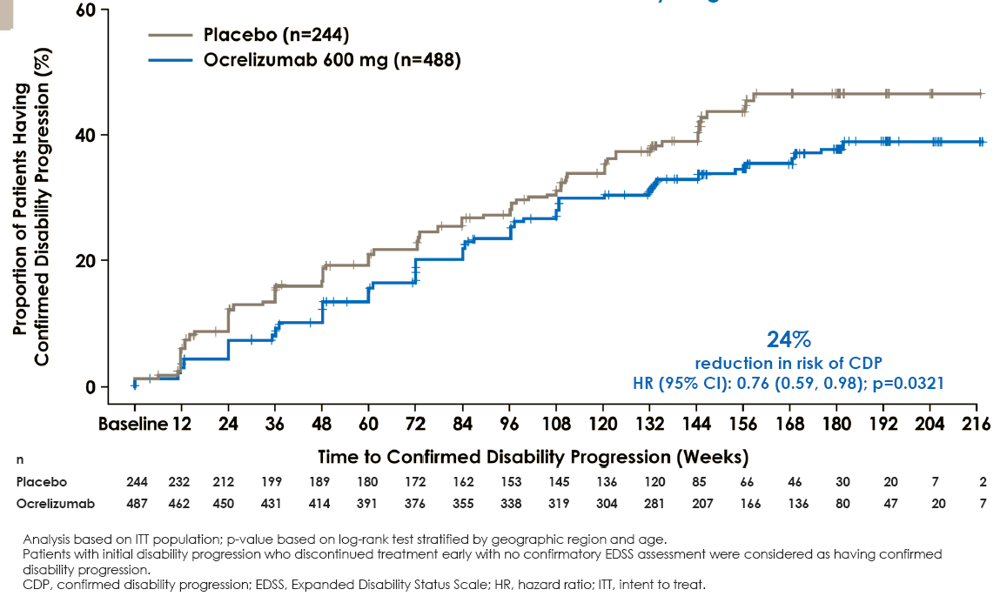 60
40
20
0
Proportion of Patients Having
Confirmed Disability Progression (%)
Placebo (n=244)
Ocrelizumab 600 mg (n=488)
24%
reduction in risk of CDP
HR (95% CI): 0.76 (0.59, 0.98); p=0.0321
Baseline 12 24 36 48 60 72 84 96 108 120 132 144 156 168 180 192 204 216
Time to Confirmed Disability Progression (Weeks)
n
Placebo 244 232 212 199 189 180 172 162 153 145 136 120 85 66 46 30 20 7 2
Ocrelizumab 487 462 450 431 414 391 376 355 338 319 304 281 207 166 136 80 47 20 7
Analysis based on ITT population; p-value based on log-rank test stratified by geographic region and age.
Patients with initial disability progression who discontinued treatment early with no confirmatory EDSS assessment were considered as having confirmed
disability progression.
CDP, confirmed disability progression; EDSS, Expanded Disability Status Scale; HR, hazard ratio; ITT, intent to treat.